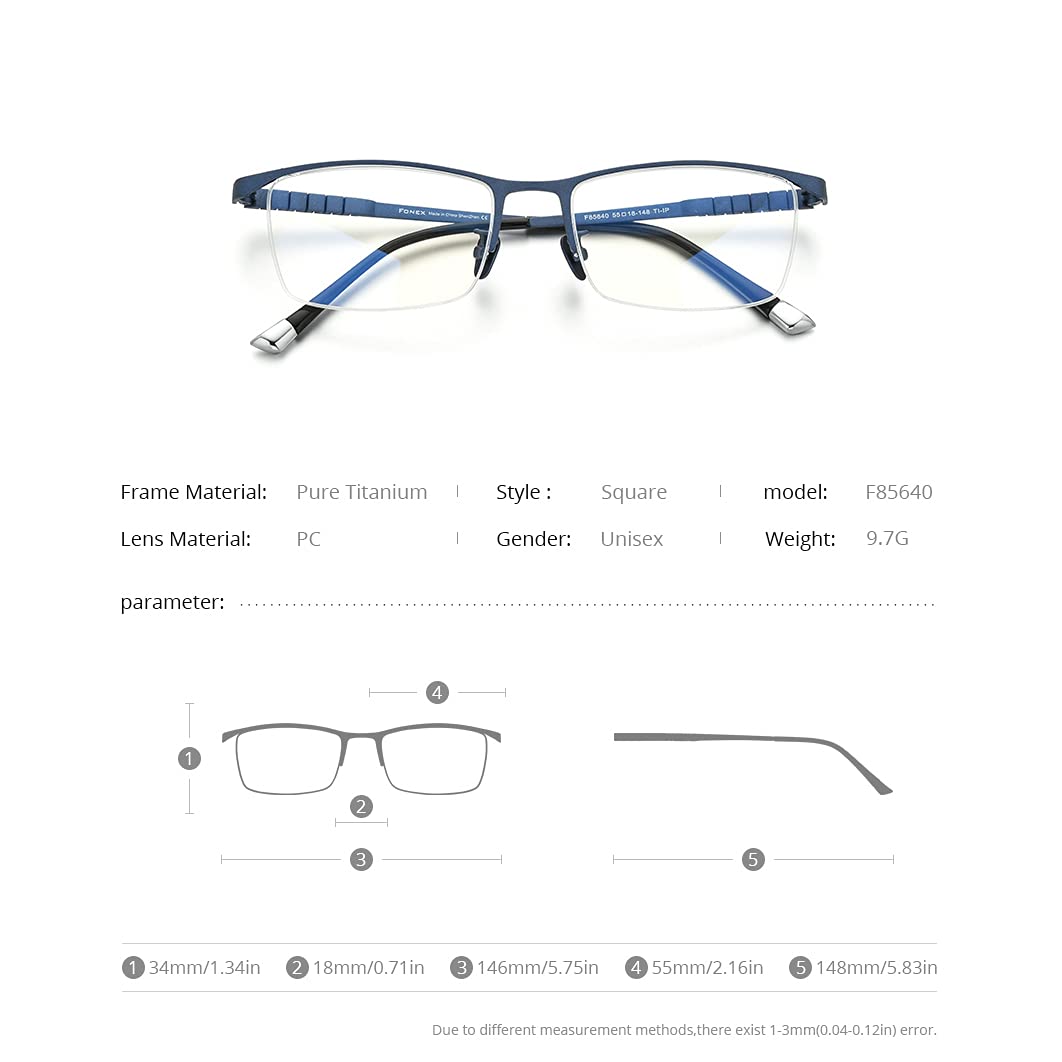 FONEX Made in China ShenZhen CE
F85640 55□18-148 TI-IP
Frame Material: Pure Titanium Style : Square model: F85640
Lens Material: PC Gender: Unisex Weight: 9.7G
parameter:
4
1
2
3 5
1 34mm/1.34in 2 18mm/0.71in 3 146mm/5.75in 4 55mm/2.16in 5 148mm/5.83in
Due to different measurement methods,there exist 1-3mm(0.04-0.12in) error.